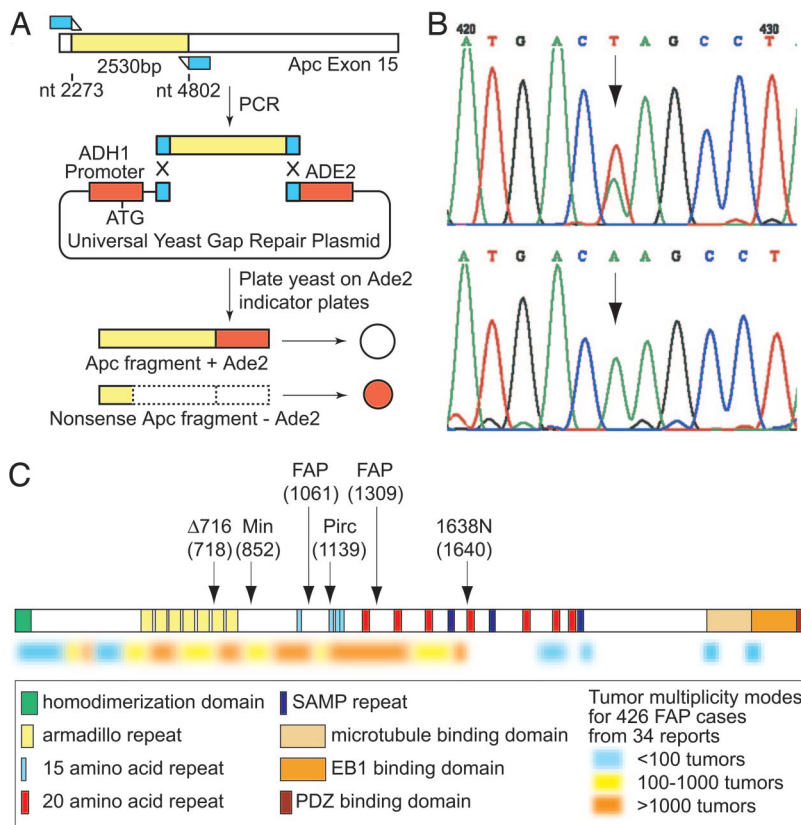 A
2530bp
Apc Exon 15
nt 2273
nt 4802
PCR
ADH1
Promoter
ADE2
ATG
Universal Yeast Gap Repair Plasmid
Plate yeast on Ade2
indicator plates
Apc fragment + Ade2
Nonsense Apc fragment - Ade2
B
420 430
A T G A C T A G C C T
A T G A C A A G C C T
C
FAP
(1061)
FAP
(1309)
Δ716
(718)
Min
(852)
Pirc
(1139)
1638N
(1640)
homodimerization domain
armadillo repeat
15 amino acid repeat
20 amino acid repeat
SAMP repeat
microtubule binding domain
EB1 binding domain
PDZ binding domain
Tumor multiplicity modes
for 426 FAP cases
from 34 reports
<100 tumors
100-1000 tumors
>1000 tumors